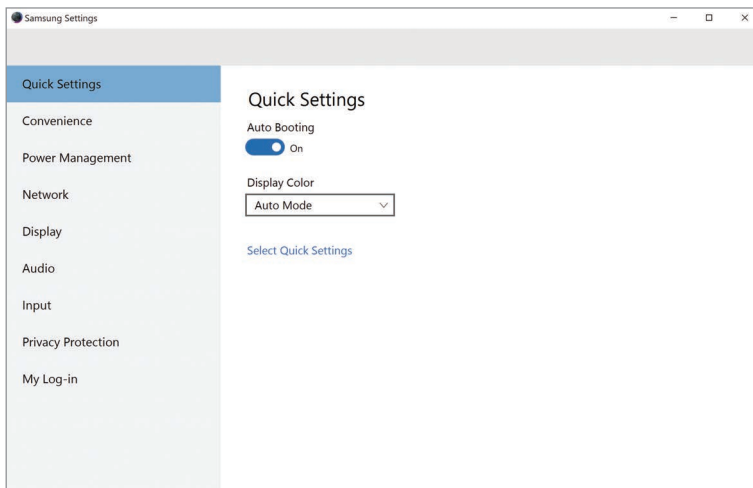 Samsung Settings
Quick Settings
Convenience
Power Management
Network
Display
Audio
Input
Privacy Protection
My Log-in
Quick Settings
Auto Booting
On
Display Color
Auto Mode
Select Quick Settings